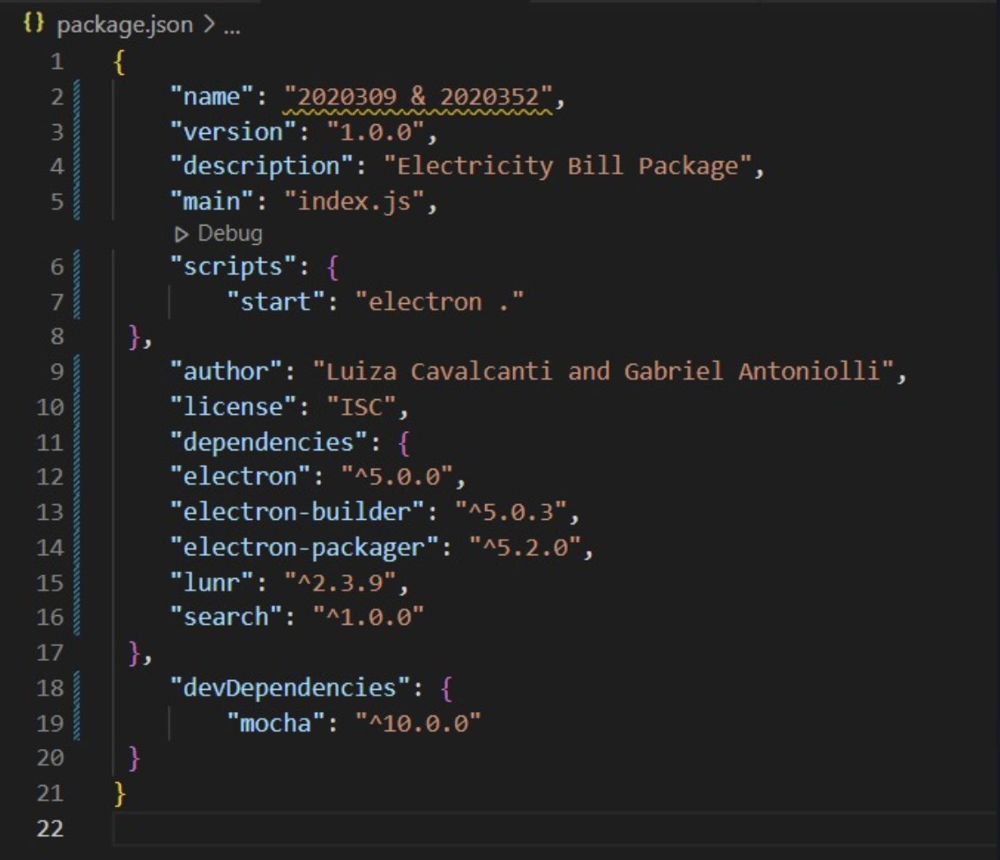 {} package.json > ...
1 {
2 "name": "2020309 & 2020352",
3 "version": "1.0.0",
4 "description": "Electricity Bill Package",
5 "main": "index.js",
Debug
6 "scripts": {
7 "start": "electron ."
8 },
9 "author": "Luiza Cavalcanti and Gabriel Antoniolli",
10 "license": "ISC",
11 "dependencies": {
12 "electron": "^5.0.0",
13 "electron-builder": "^5.0.3",
14 "electron-packager": "^5.2.0",
15 "lunr": "^2.3.9",
16 "search": "^1.0.0"
17 },
18 "devDependencies": {
19 "mocha": "^10.0.0"
20 }
21 }
22